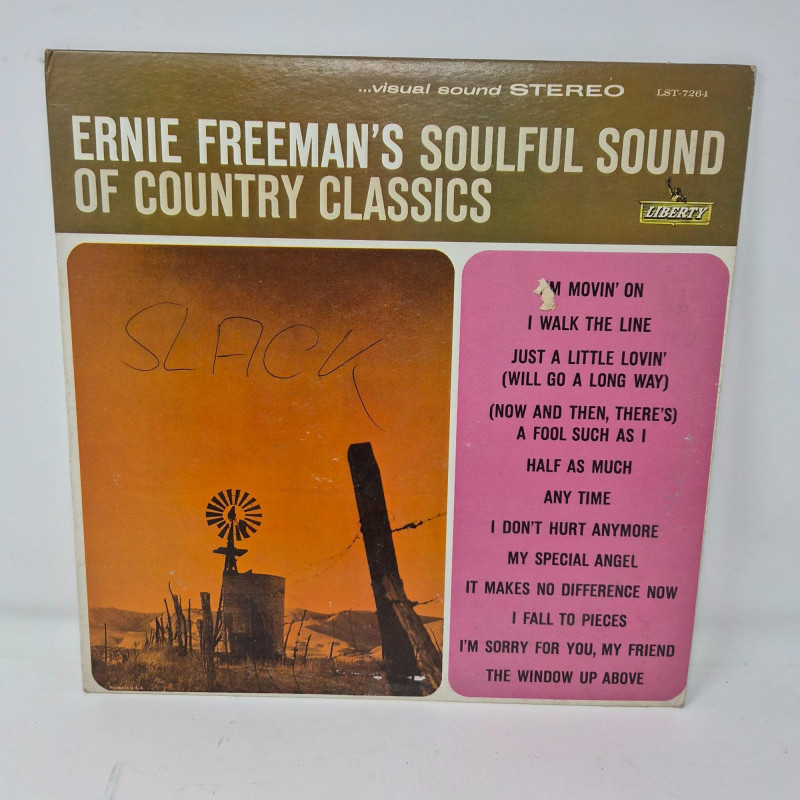 ...visual sound STEREO
LST-7264
ERNIE FREEMAN'S SOULFUL SOUND
OF COUNTRY CLASSICS
LIBERTY
SLACK
M MOVIN' ON
I WALK THE LINE
JUST A LITTLE LOVIN'
(WILL GO A LONG WAY)
(NOW AND THEN, THERE'S)
A FOOL SUCH AS I
HALF AS MUCH
ANY TIME
I DON'T HURT ANYMORE
MY SPECIAL ANGEL
IT MAKES NO DIFFERENCE NOW
I FALL TO PIECES
I'M SORRY FOR YOU, MY FRIEND
THE WINDOW UP ABOVE